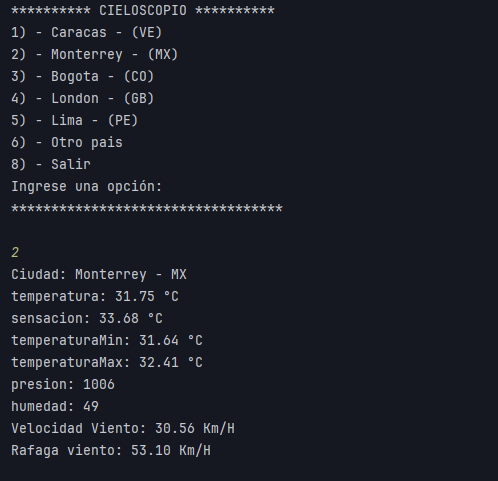 ********** CIELOSCOPIO **********
1) - Caracas - (VE)
2) - Monterrey - (MX)
3) - Bogota - (CO)
4) - London - (GB)
5) - Lima - (PE)
6) - Otro pais
8) - Salir
Ingrese una opción:
**********************************
2
Ciudad: Monterrey - MX
temperatura: 31.75 °C
sensacion: 33.68 °C
temperaturaMin: 31.64 °C
temperaturaMax: 32.41 °C
presion: 1006
humedad: 49
Velocidad Viento: 30.56 Km/H
Rafaga viento: 53.10 Km/H